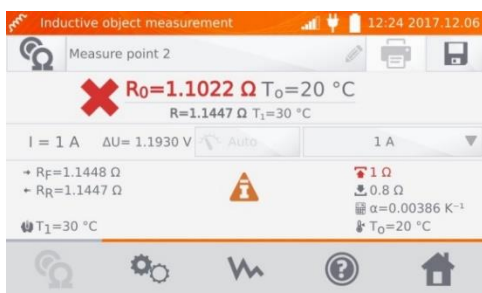 Inductive object measurement 12:24 2017.12.06
Measure point 2
R₀=1.1022 Ω T₀=20 °C
R=1.1447 Ω T₁=30 °C
I = 1 A ΔU= 1.1930 V Auto 1 A
RF=1.1448 Ω 1 Ω
RR=1.1447 Ω 0.8 Ω
α=0.00386 K⁻¹
T₁=30 °C T₀=20 °C